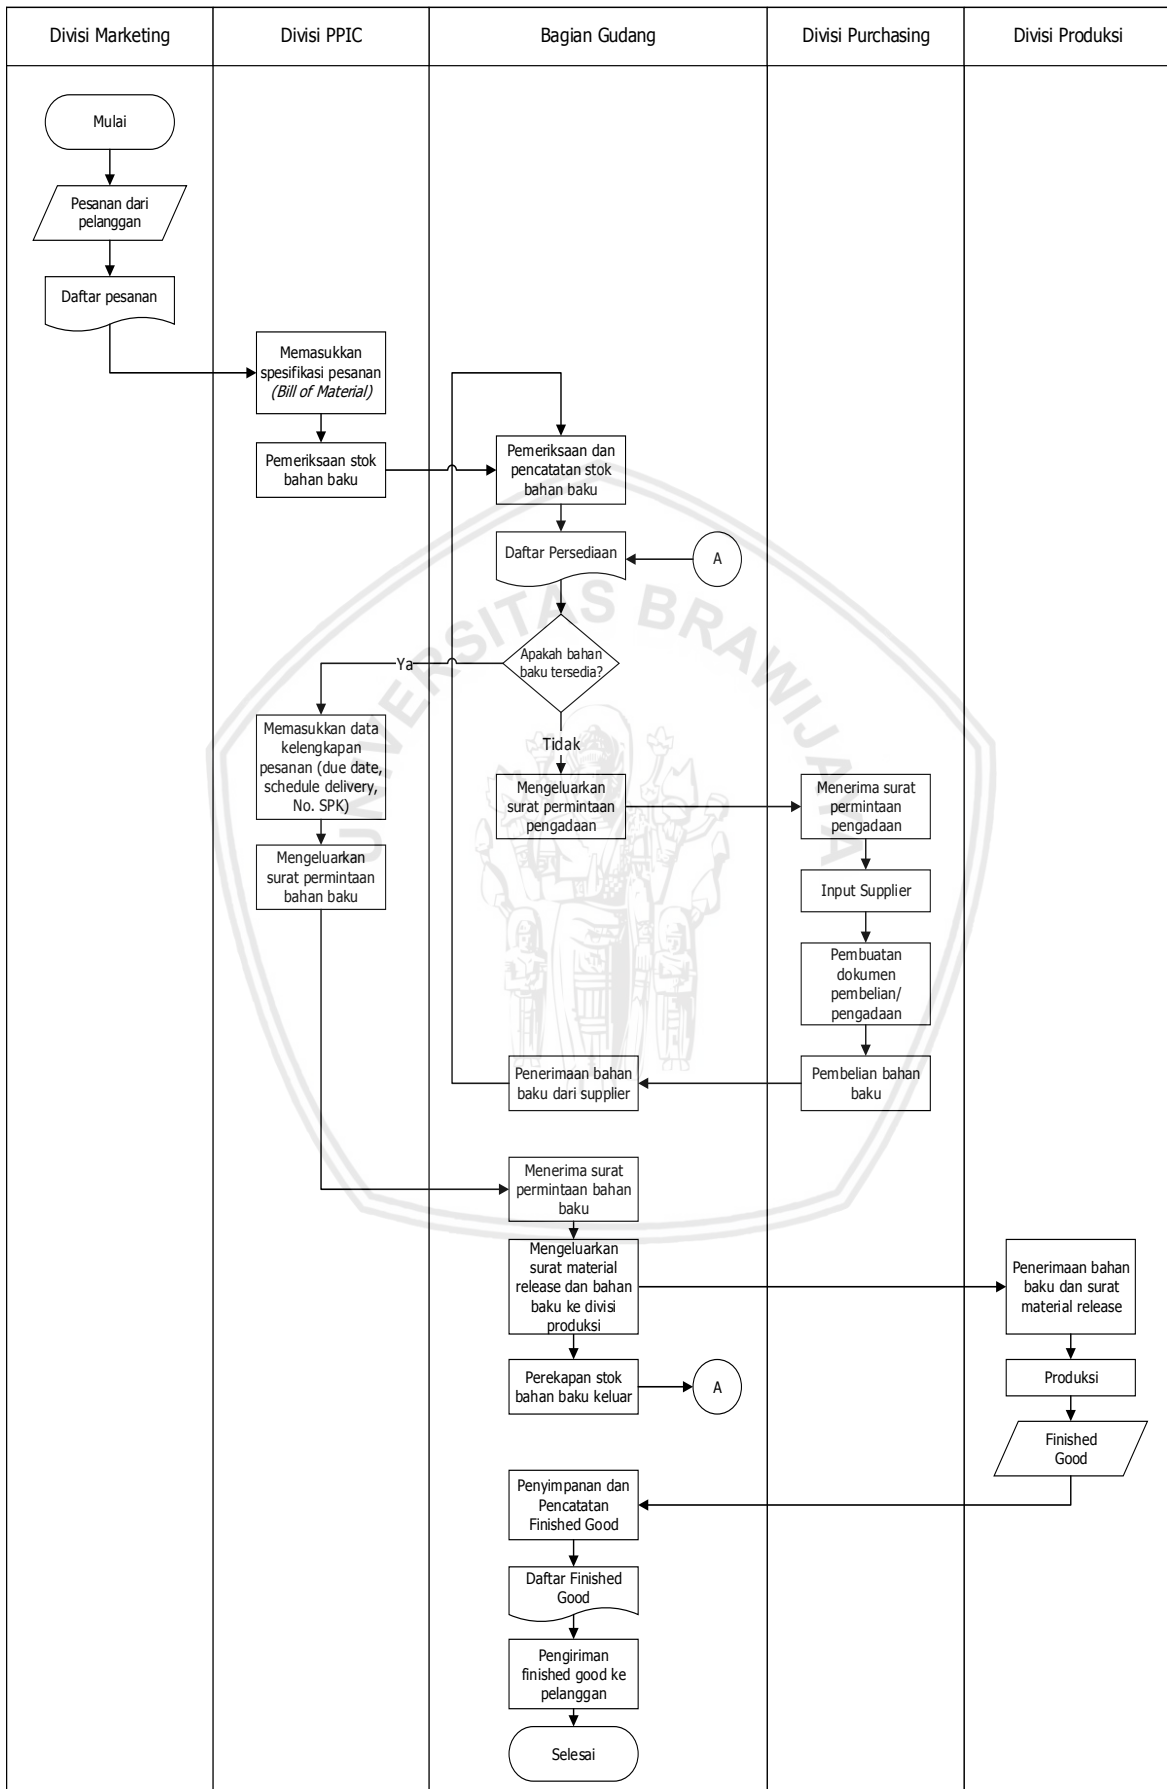 Divisi Marketing
Divisi PPIC
Bagian Gudang
Divisi Purchasing
Divisi Produksi
Mulai
Pesanan dari
pelanggan
Daftar pesanan
Memasukkan
spesifikasi pesanan
(Bill of Material)
Pemeriksaan stok
bahan baku
Pemeriksaan dan
pencatatan stok
bahan baku
Daftar Persediaan
A
Apakah bahan
baku tersedia?
Ya
Tidak
Memasukkan data
kelengkapan
pesanan (due date,
schedule delivery,
No. SPK)
Mengeluarkan
surat permintaan
bahan baku
Mengeluarkan
surat permintaan
pengadaan
Menerima surat
permintaan
pengadaan
Input Supplier
Pembuatan
dokumen
pembelian/
pengadaan
Pembelian bahan
baku
Penerimaan bahan
baku dari supplier
Menerima surat
permintaan bahan
baku
Mengeluarkan
surat material
release dan bahan
baku ke divisi
produksi
Penerimaan bahan
baku dan surat
material release
Perekapan stok
bahan baku keluar
A
Produksi
Finished
Good
Penyimpanan dan
Pencatatan
Finished Good
Daftar Finished
Good
Pengiriman
finished good ke
pelanggan
Selesai
UNIVERSITAS BRAWIJAYA